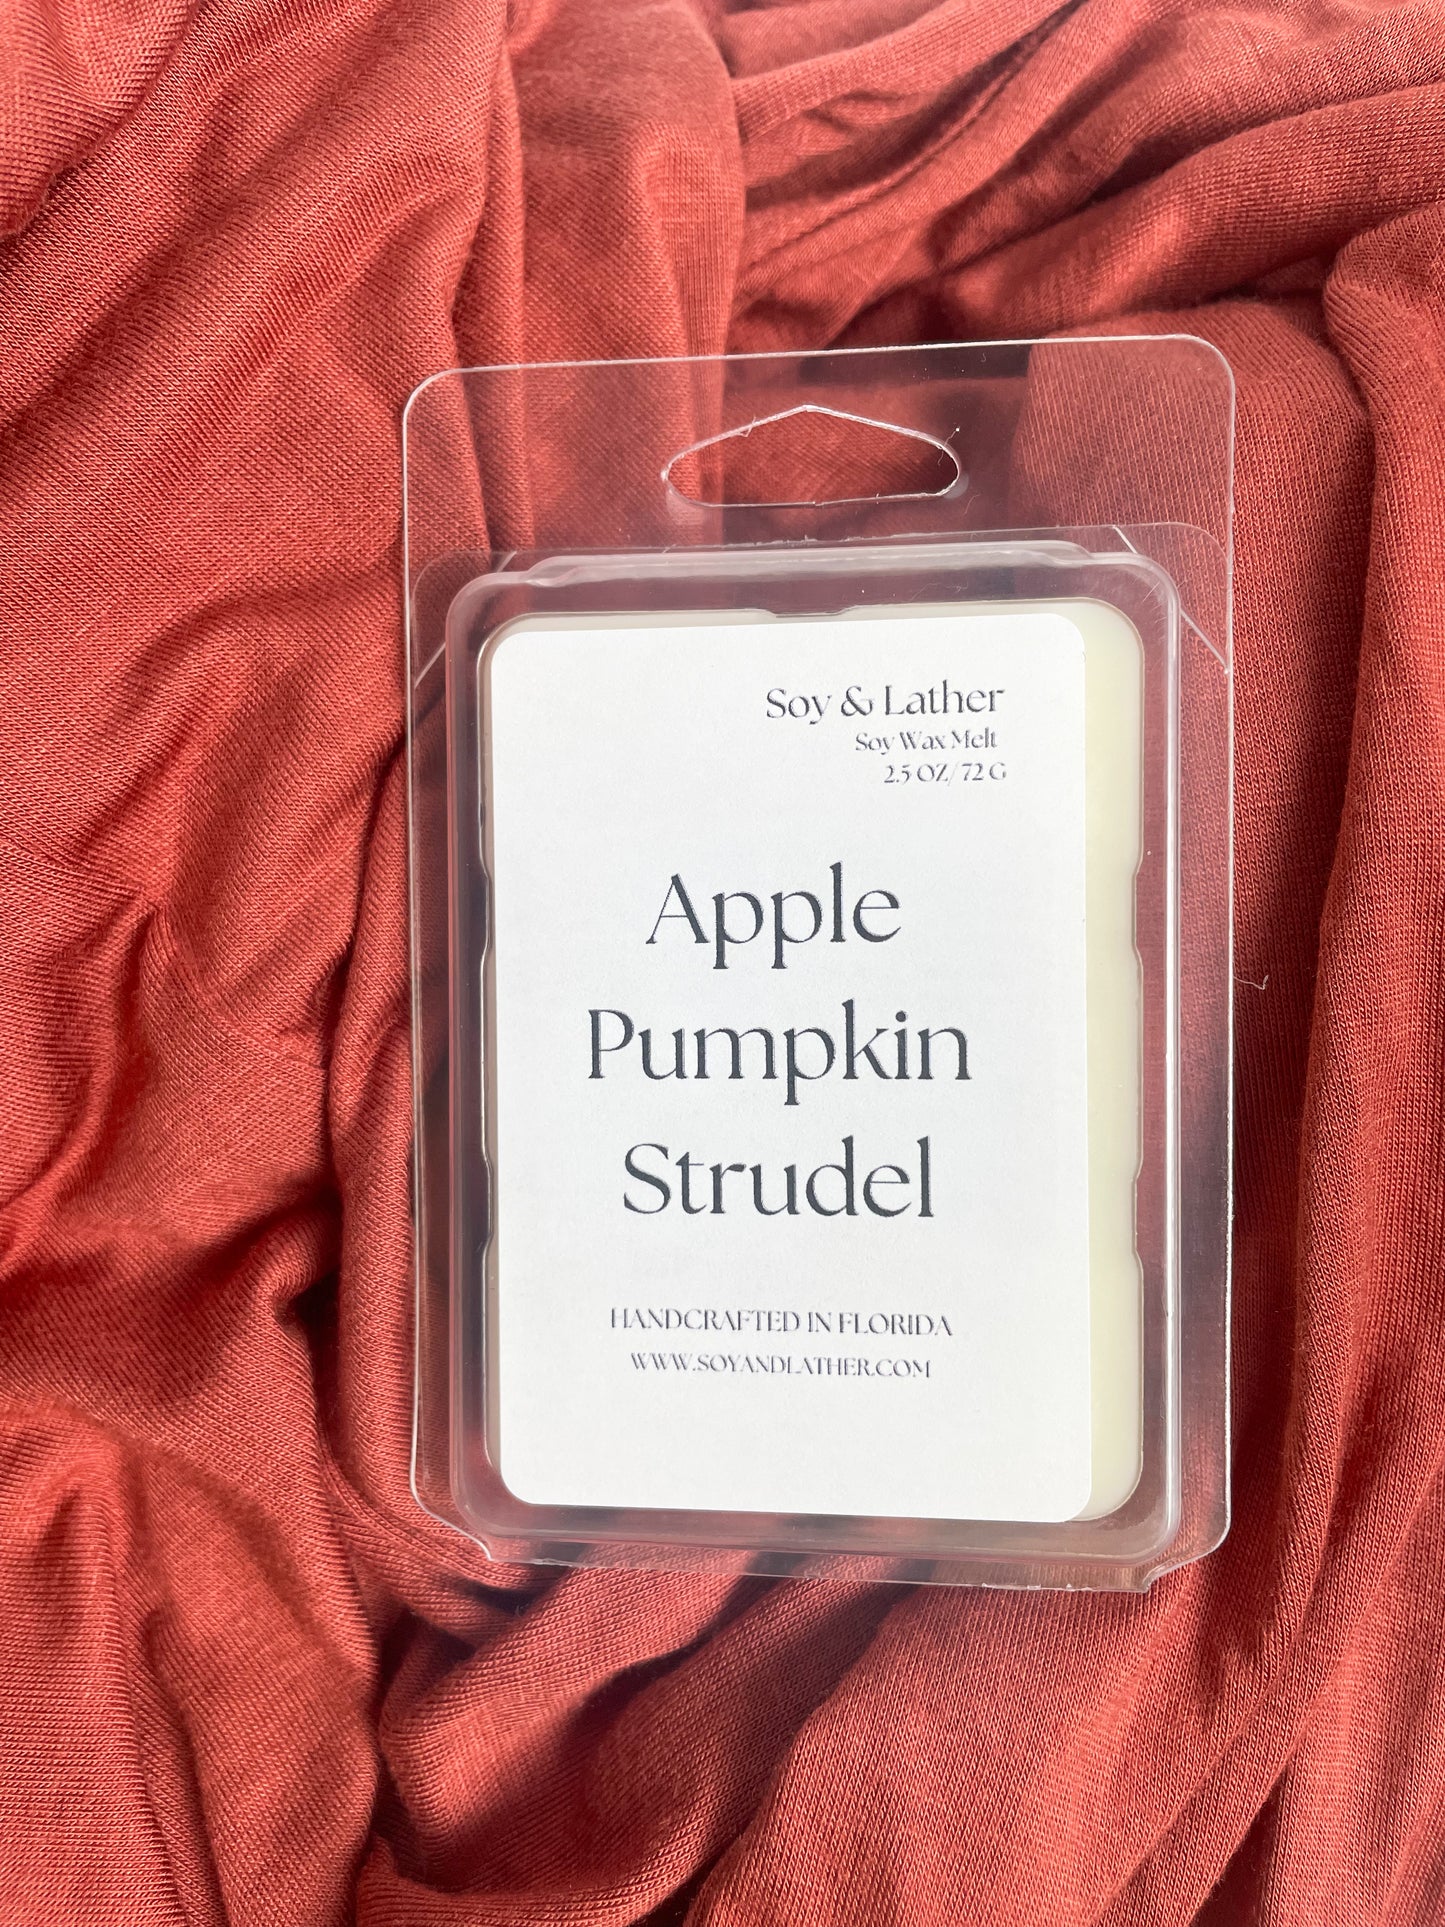 Soy & Lather
Soy Wax Melt
2.5 OZ/72 G
Apple
Pumpkin
Strudel
HANDCRAFTED IN FLORIDA
WWW.SOYANDLATHER.COM